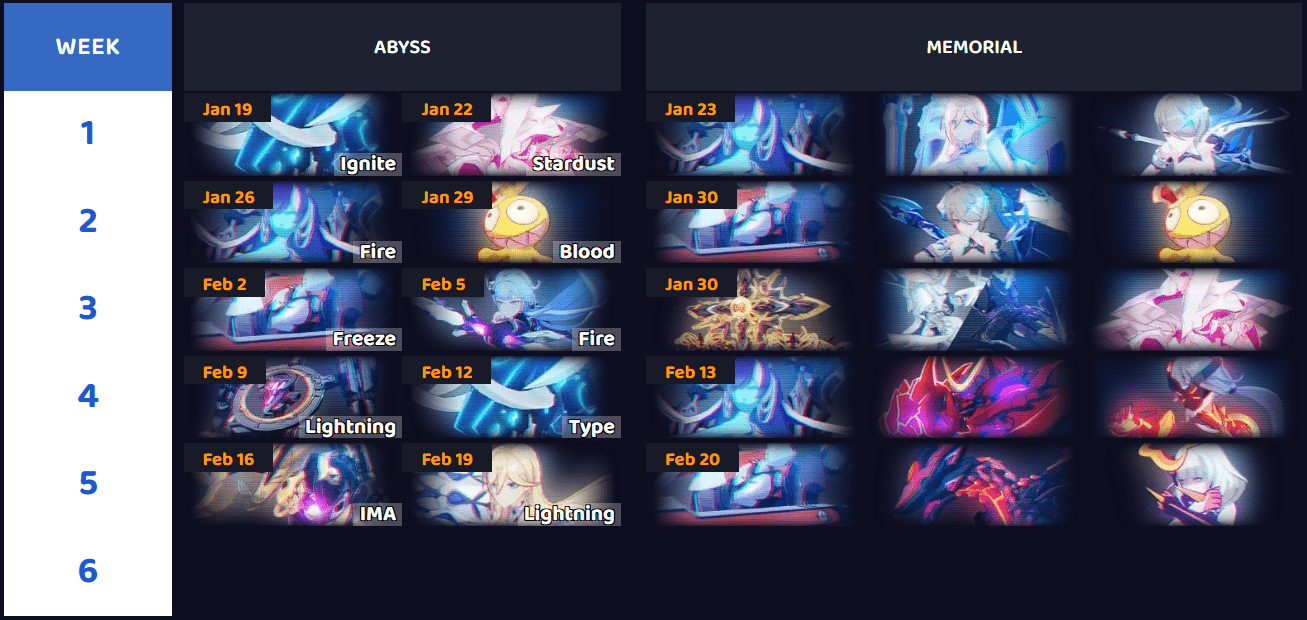 WEEK
ABYSS
MEMORIAL
1
Jan 19
Ignite
Jan 22
Stardust
Jan 23
2
Jan 26
Fire
Jan 29
Blood
Jan 30
3
Feb 2
Freeze
Feb 5
Fire
Jan 30
4
Feb 9
Lightning
Feb 12
Type
Feb 13
5
Feb 16
IMA
Feb 19
Lightning
Feb 20
6